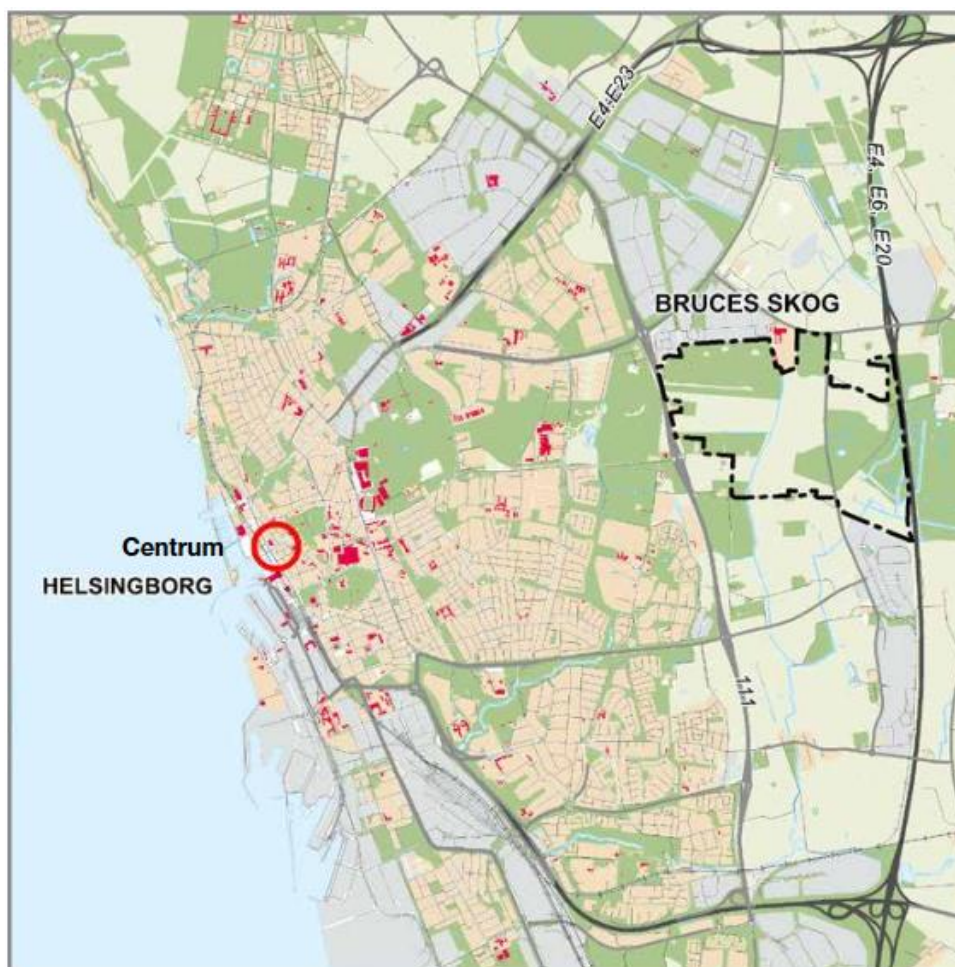 E4.E23
E4, E6, E20
BRUCES SKOG
Centrum
HELSINGBORG
111